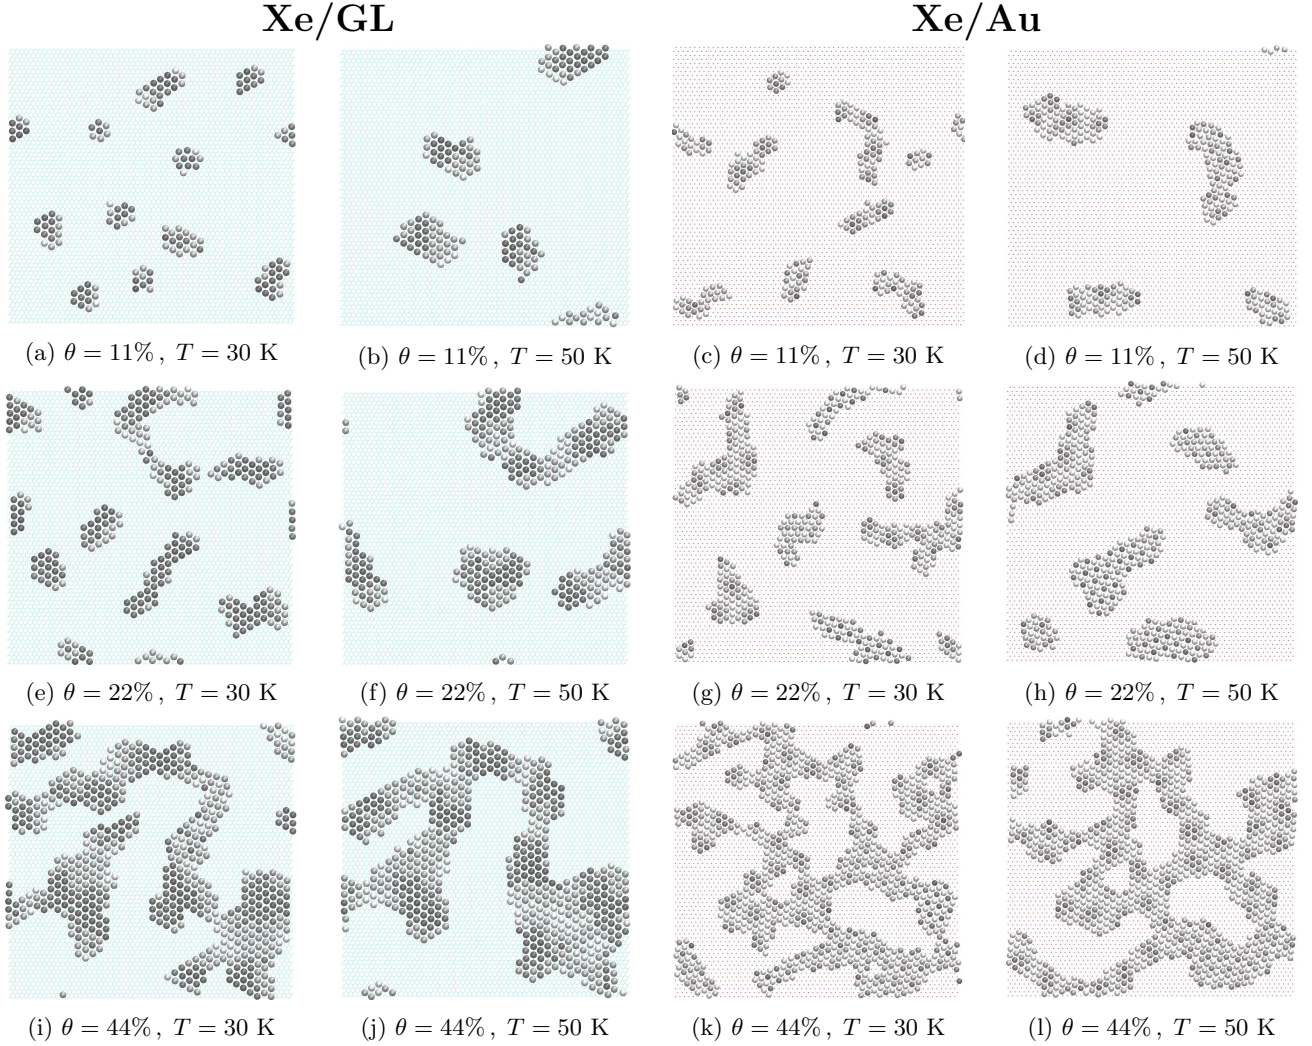 Xe/GL Xe/Au
(a) θ = 11% , T = 30 K (b) θ = 11% , T = 50 K (c) θ = 11% , T = 30 K (d) θ = 11% , T = 50 K
(e) θ = 22% , T = 30 K (f) θ = 22% , T = 50 K (g) θ = 22% , T = 30 K (h) θ = 22% , T = 50 K
(i) θ = 44% , T = 30 K (j) θ = 44% , T = 50 K (k) θ = 44% , T = 30 K (l) θ = 44% , T = 50 K